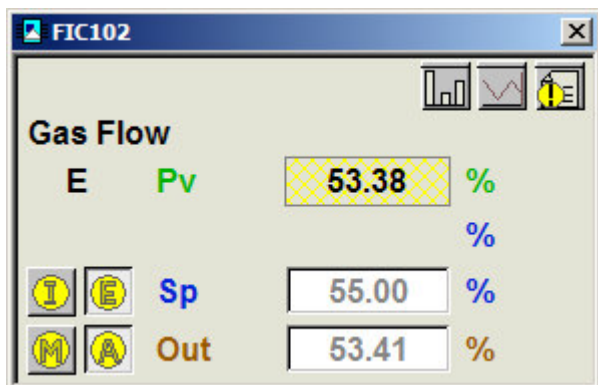 FIC102
Gas Flow
E Pv 53.38 %
%
I E Sp 55.00 %
M A Out 53.41 %